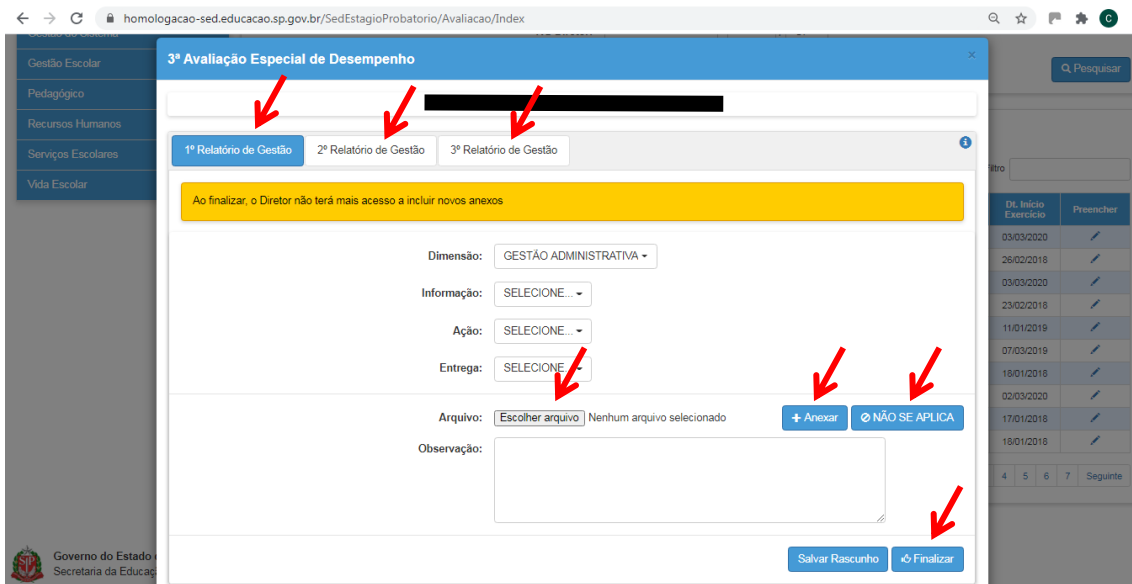 homologacao-sed.educacao.sp.gov.br/SedEstagioProbatorio/Avaliacao/Index
C
Gestão Escolar
Pedagógico
Recursos Humanos
Serviços Escolares
Vida Escolar
3ª Avaliação Especial de Desempenho
×
Pesquisar
1º Relatório de Gestão
2º Relatório de Gestão
3º Relatório de Gestão
Ao finalizar, o Diretor não terá mais acesso a incluir novos anexos
Dimensão: GESTÃO ADMINISTRATIVA
Informação: SELECIONE...
Ação: SELECIONE...
Entrega: SELECIONE...
Arquivo: Escolher arquivo Nenhum arquivo selecionado
+ Anexar
NÃO SE APLICA
Observação:
Salvar Rascunho
Finalizar
Dt. Início Exercício
Preencher
03/03/2020
26/02/2018
03/03/2020
23/02/2018
11/01/2019
07/03/2019
18/01/2018
02/03/2020
17/01/2018
18/01/2018
4 5 6 7 Seguinte
Governo do Estado
Secretaria da Educaç